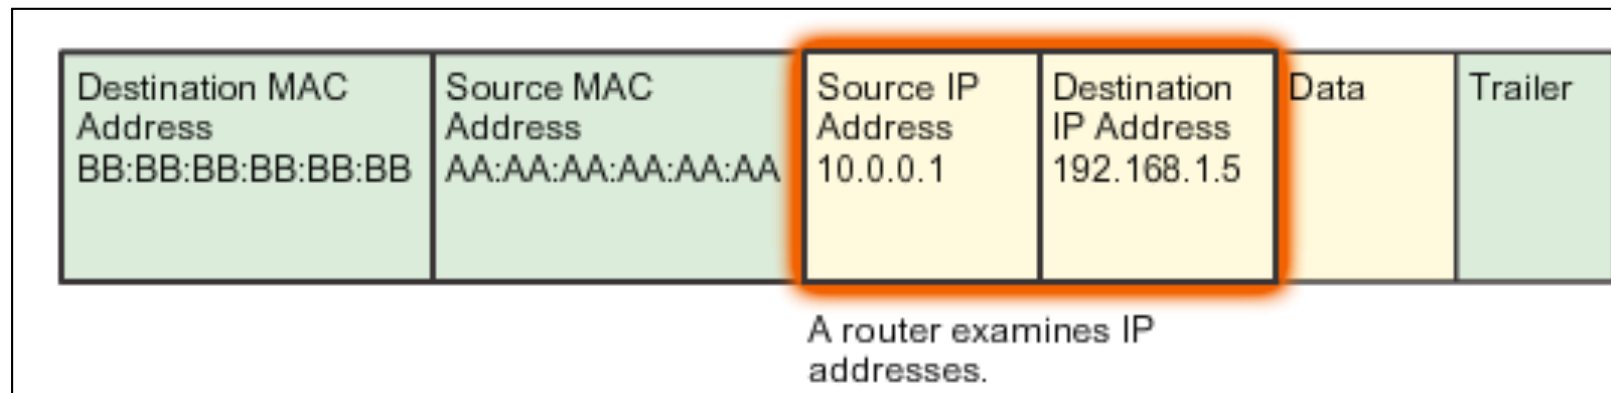 Destination MAC
Address
BB:BB:BB:BB:BB:BB
Source MAC
Address
AA:AA:AA:AA:AA:AA
Source IP
Address
10.0.0.1
Destination
IP Address
192.168.1.5
Data
Trailer
A router examines IP
addresses.